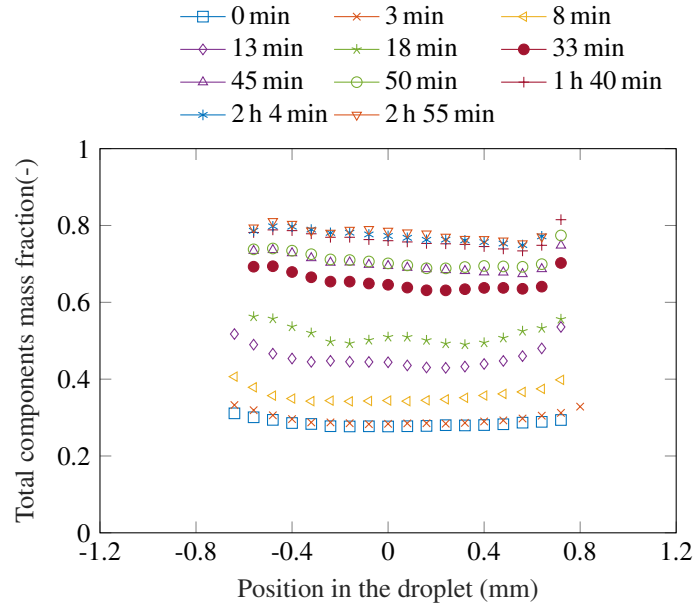 0 min 3 min 8 min
13 min 18 min 33 min
45 min 50 min 1 h 40 min
2 h 4 min 2 h 55 min
1
0.8
0.6
0.4
0.2
0
-1.2 -0.8 -0.4 0 0.4 0.8 1.2
Total components mass fraction(-)
Position in the droplet (mm)